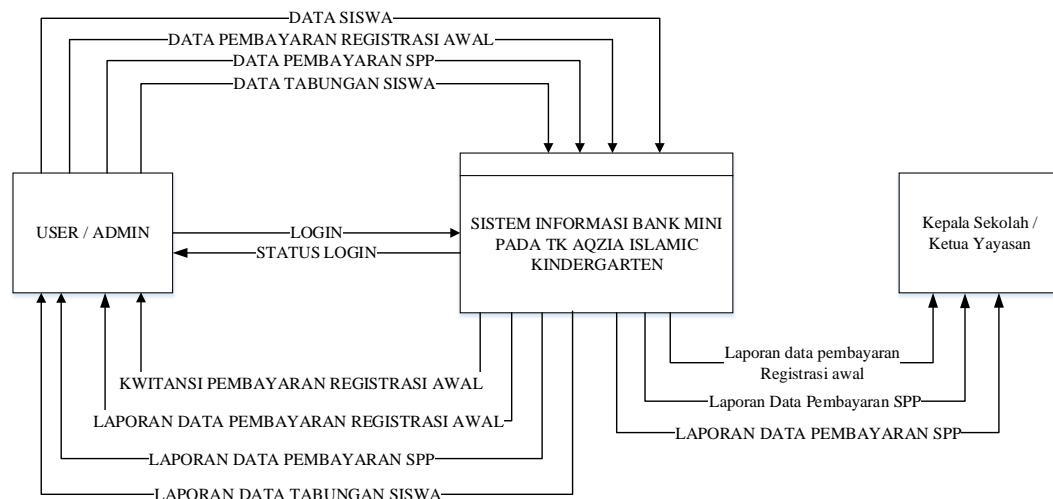 DATA SISWA
DATA PEMBAYARAN REGISTRASI AWAL
DATA PEMBAYARAN SPP
DATA TABUNGAN SISWA
USER / ADMIN
LOGIN
STATUS LOGIN
SISTEM INFORMASI BANK MINI
PADA TK AQZIA ISLAMIC
KINDERGARTEN
Kepala Sekolah /
Ketua Yayasan
KWITANSI PEMBAYARAN REGISTRASI AWAL
LAPORAN DATA PEMBAYARAN REGISTRASI AWAL
LAPORAN DATA PEMBAYARAN SPP
LAPORAN DATA TABUNGAN SISWA
Laporan data pembayaran
Registrasi awal
Laporan Data Pembayaran SPP
LAPORAN DATA PEMBAYARAN SPP